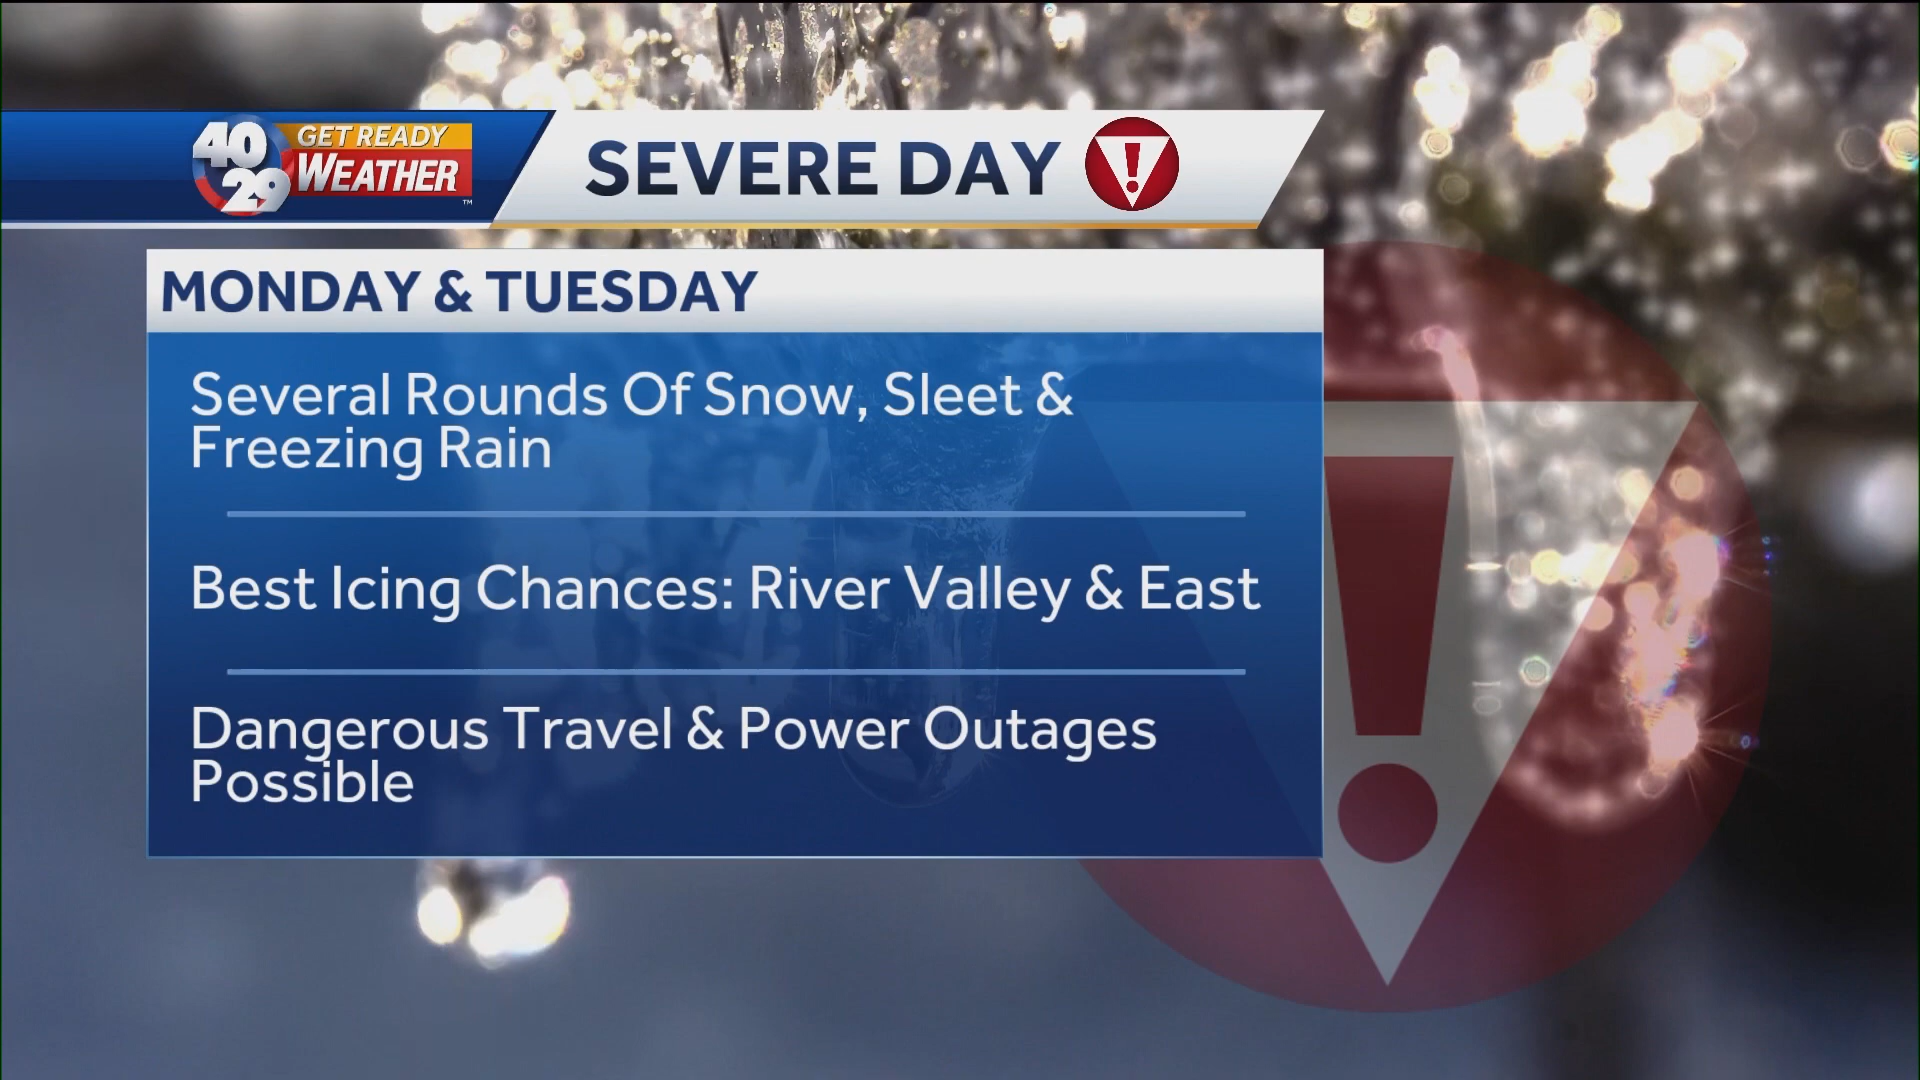 40
29
GET READY
WEATHER™
SEVERE DAY
MONDAY & TUESDAY
Several Rounds Of Snow, Sleet &
Freezing Rain
Best Icing Chances: River Valley & East
Dangerous Travel & Power Outages
Possible